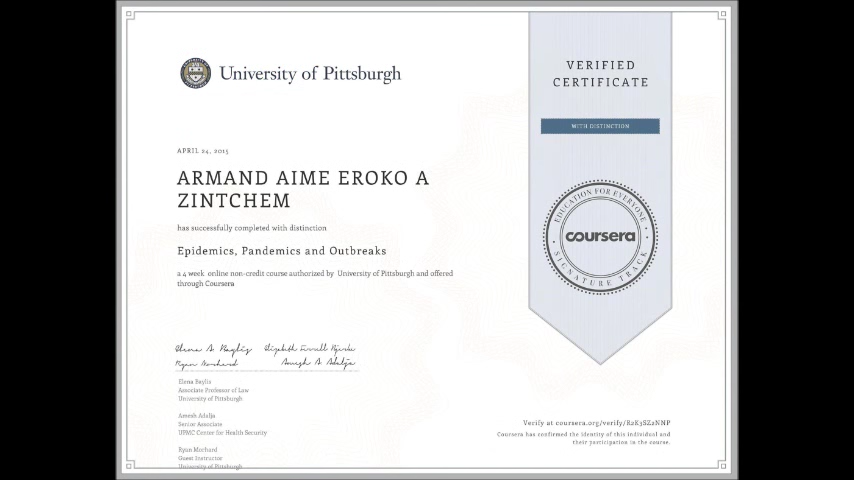 University of Pittsburgh
VERIFIED
CERTIFICATE
WITH DISTINCTION
APRIL 24, 2015
ARMAND AIME EROKO A
ZINTCHEM
has successfully completed with distinction
Epidemics, Pandemics and Outbreaks
a 4 week online non-credit course authorized by University of Pittsburgh and offered
through Coursera
EDUCATION FOR EVERYONE
coursera
SIGNATURE TRACK
Elena Baylis
Associate Professor of Law
University of Pittsburgh
Amesh Adalja
Senior Associate
UPMC Center for Health Security
Ryan Morhard
Guest Instructor
University of Pittsburgh
Verify at coursera.org/verify/R2K3SZ2NNP
Coursera has confirmed the identity of this individual and
their participation in the course.